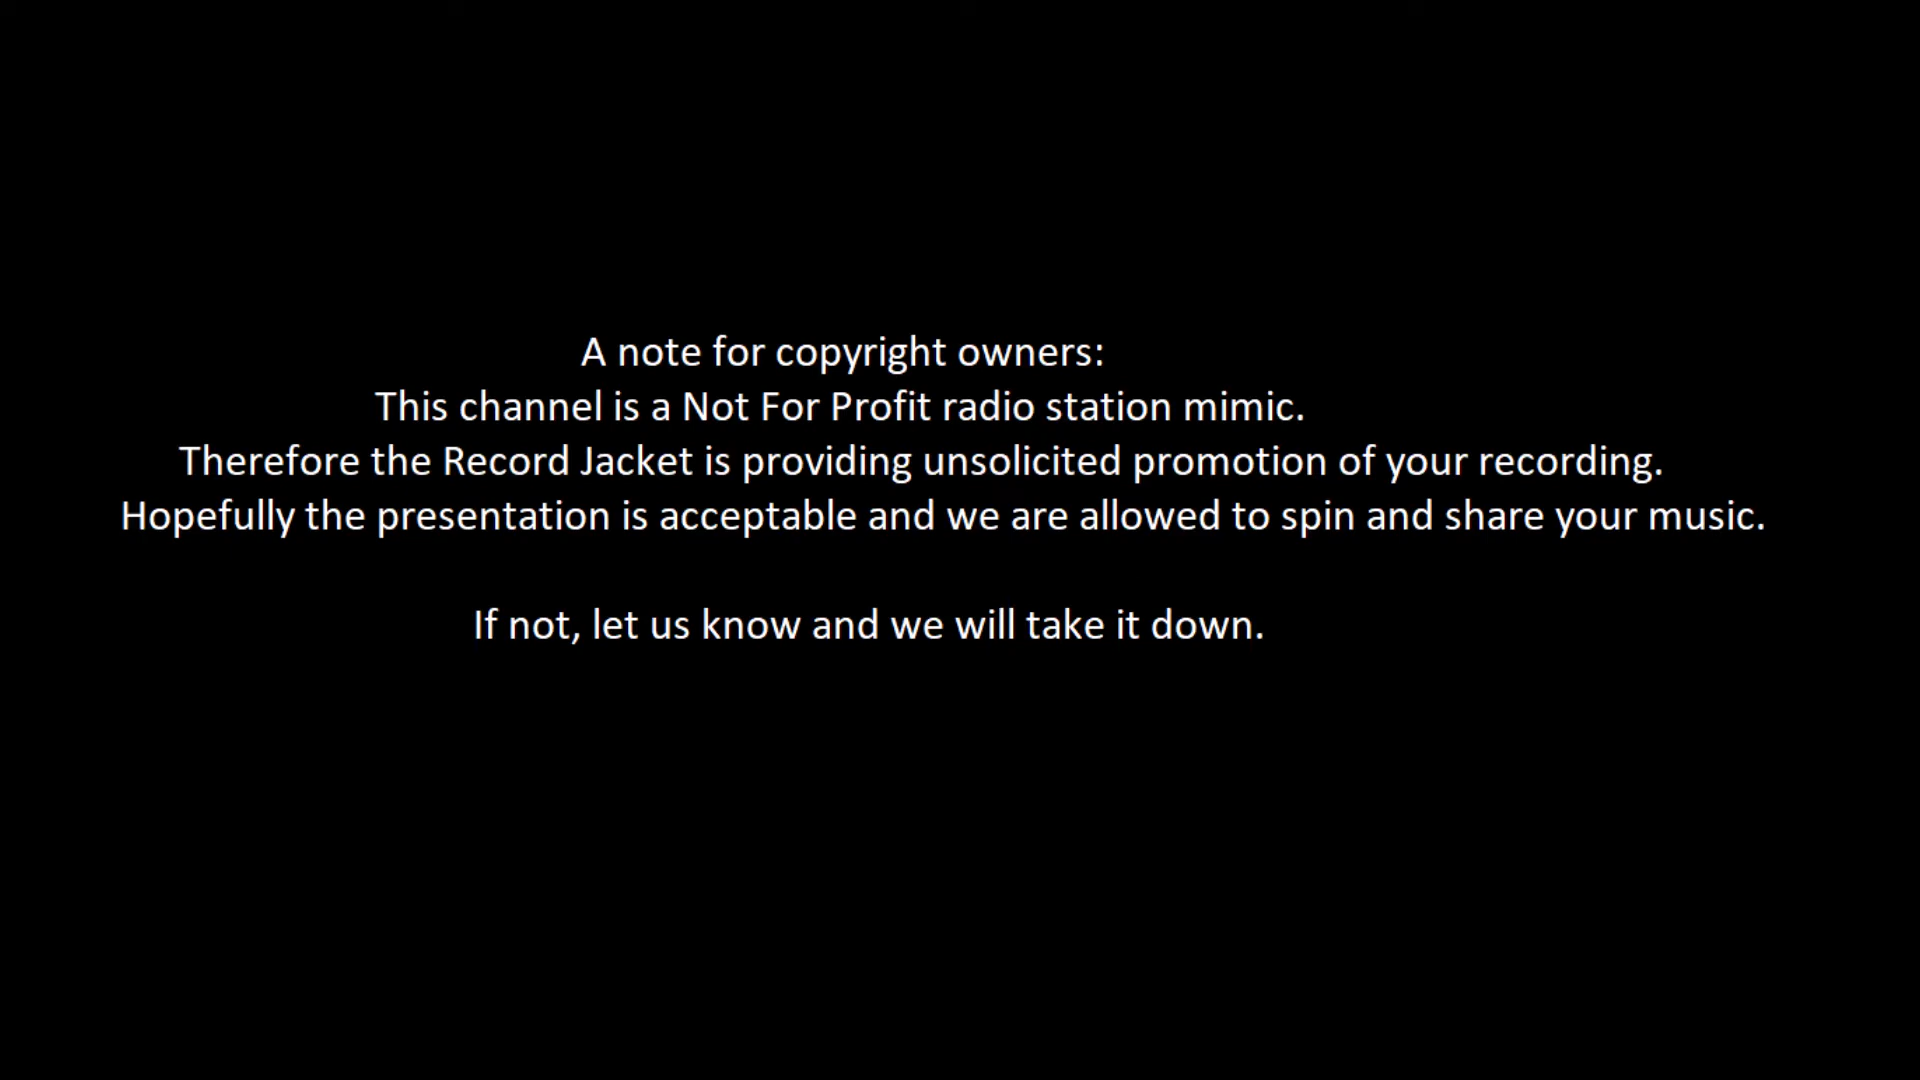 A note for copyright owners:
This channel is a Not For Profit radio station mimic.
Therefore the Record Jacket is providing unsolicited promotion of your recording.
Hopefully the presentation is acceptable and we are allowed to spin and share your music.
If not, let us know and we will take it down.